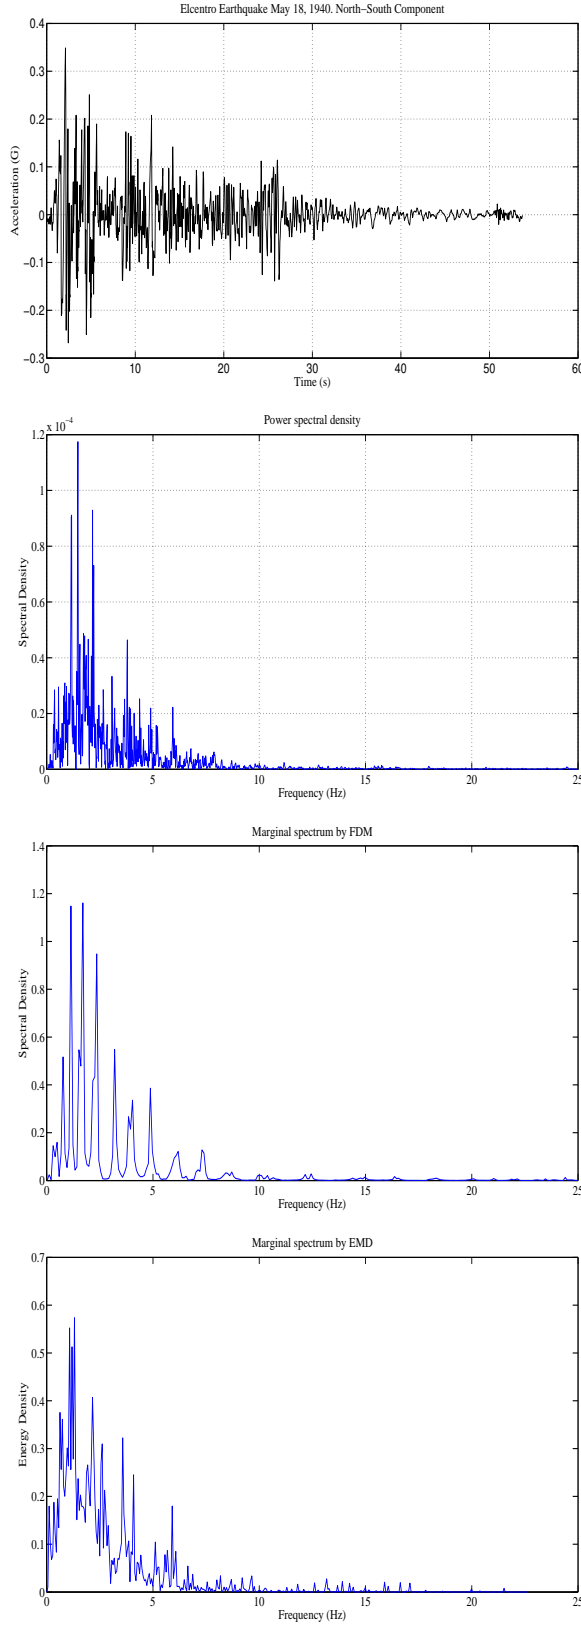 Elcentro Earthquake May 18, 1940. North−South Component
0.4
0.3
0.2
0.1
0
−0.1
−0.2
−0.3
Acceleration (G)
0 10 20 30 40 50 60
Time (s)
Power spectral density
x 10⁻⁴
1.2
1
0.8
0.6
0.4
0.2
0
Spectral Density
0 5 10 15 20 25
Frequency (Hz)
Marginal spectrum by FDM
1.4
1.2
1
0.8
0.6
0.4
0.2
0
Spectral Density
0 5 10 15 20 25
Frequency (Hz)
Marginal spectrum by EMD
0.7
0.6
0.5
0.4
0.3
0.2
0.1
0
Energy Density
0 5 10 15 20 25
Frequency (Hz)